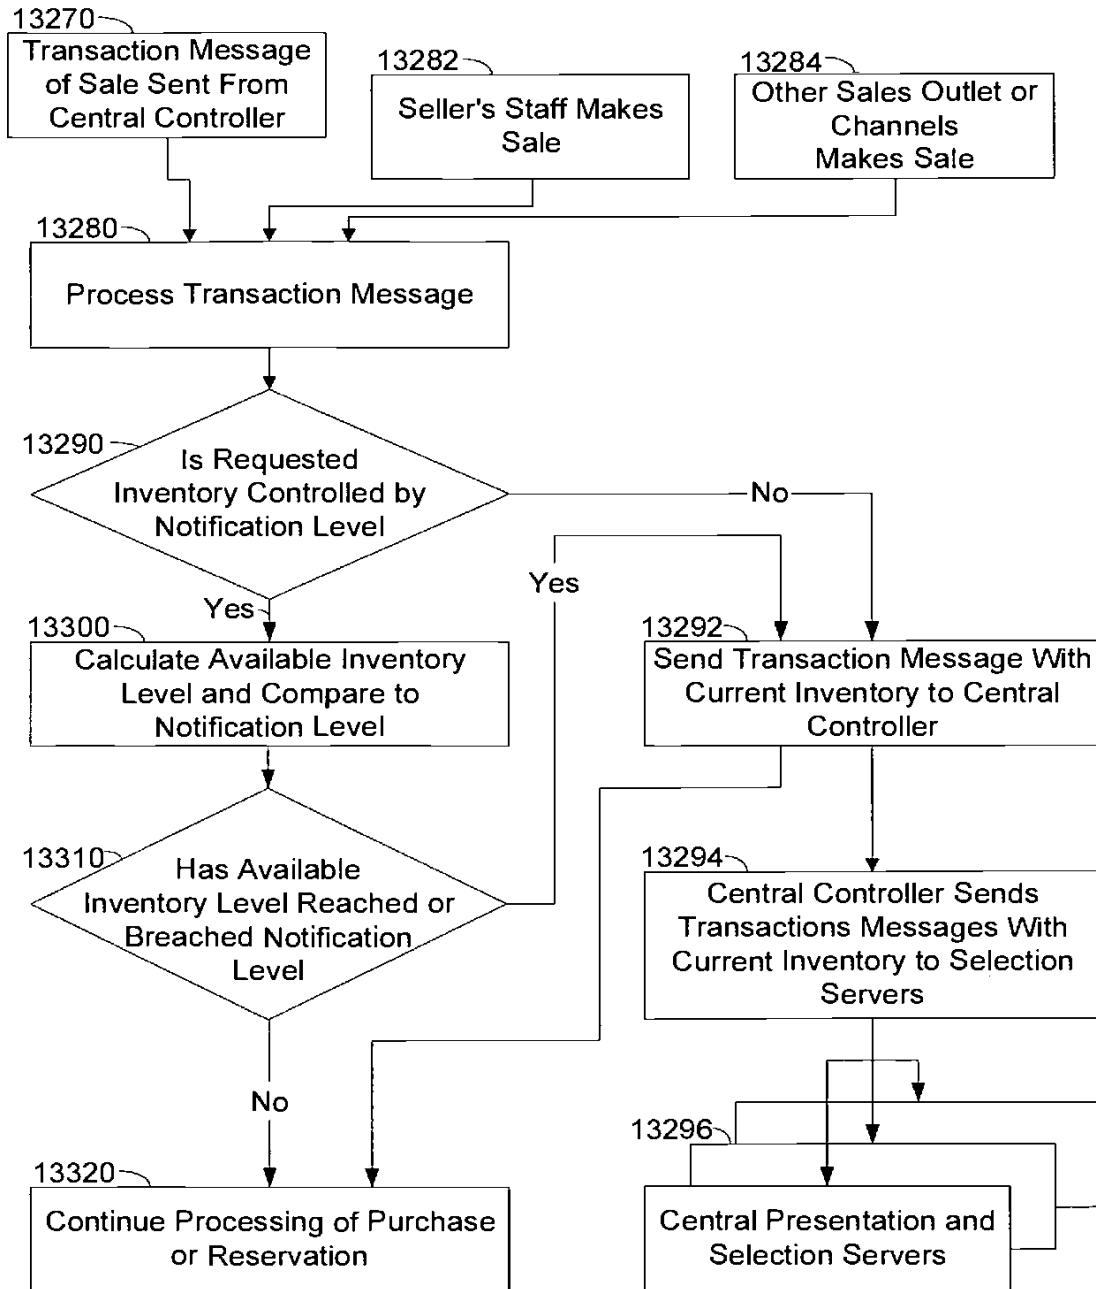 13270
Transaction Message
of Sale Sent From
Central Controller
13282
Seller's Staff Makes
Sale
13284
Other Sales Outlet or
Channels
Makes Sale
13280
Process Transaction Message
13290
Is Requested
Inventory Controlled by
Notification Level
No
Yes
Yes
13300
Calculate Available Inventory
Level and Compare to
Notification Level
13292
Send Transaction Message With
Current Inventory to Central
Controller
13310
Has Available
Inventory Level Reached or
Breached Notification
Level
13294
Central Controller Sends
Transactions Messages With
Current Inventory to Selection
Servers
No
13296
13320
Continue Processing of Purchase
or Reservation
Central Presentation and
Selection Servers